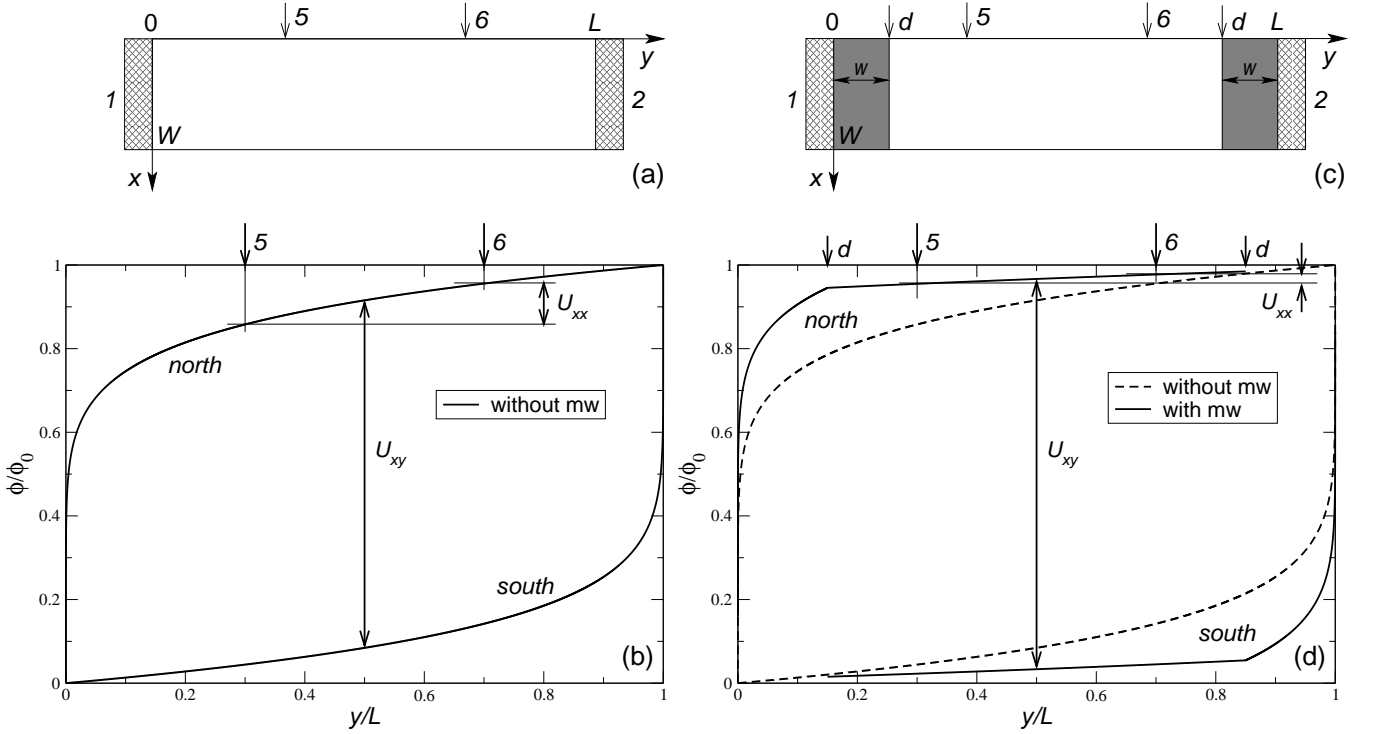 0 5 6 L
y
1 2
W
x
(a)
0 d 5 6 d L
y
w w
1 2
W
x
(c)
5 6
1
0.8
0.6
0.4
0.2
0
ϕ/ϕ0
north
Uxx
without mw
Uxy
south
(b)
0 0.2 0.4 0.6 0.8 1
y/L
d 5 6 d
1
0.8
0.6
0.4
0.2
0
ϕ/ϕ0
north
Uxx
without mw
with mw
Uxy
south
(d)
0 0.2 0.4 0.6 0.8 1
y/L